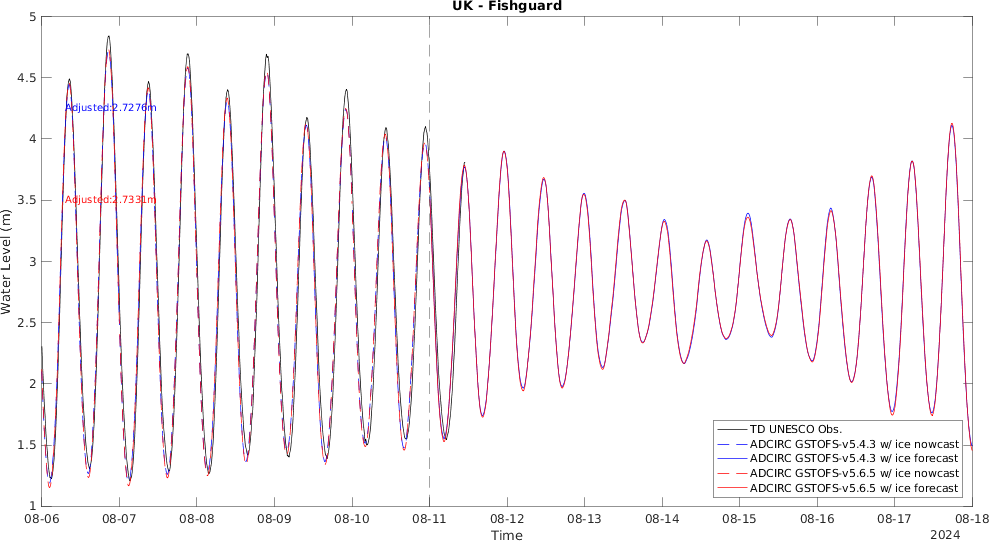 UK - Fishguard
5
4.5
4
3.5
3
2.5
2
1.5
1
Water Level (m)
Adjusted:2.7276m
Adjusted:2.7331m
TD UNESCO Obs.
ADCIRC GSTOFS-v5.4.3 w/ ice nowcast
ADCIRC GSTOFS-v5.4.3 w/ ice forecast
ADCIRC GSTOFS-v5.6.5 w/ ice nowcast
ADCIRC GSTOFS-v5.6.5 w/ ice forecast
08-06 08-07 08-08 08-09 08-10 08-11 08-12 08-13 08-14 08-15 08-16 08-17 08-18
Time
2024